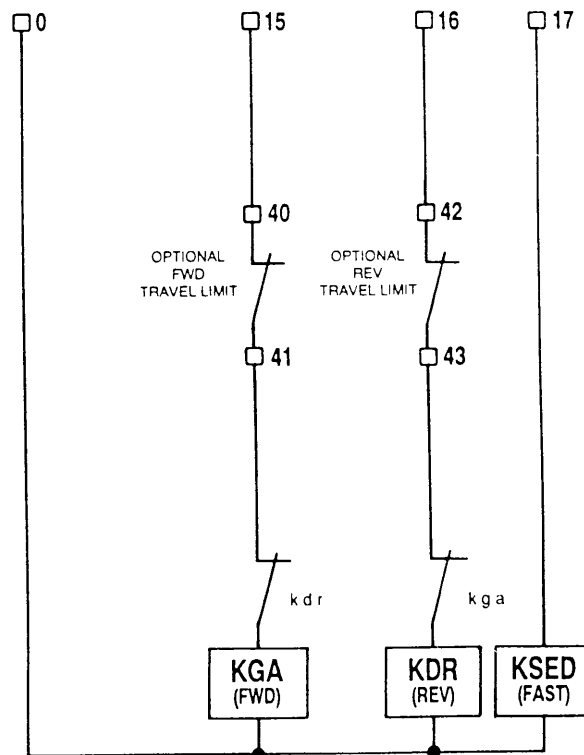 0
15
16
17
40
42
OPTIONAL
FWD
TRAVEL LIMIT
OPTIONAL
REV
TRAVEL LIMIT
41
43
kdr
kga
KGA
(FWD)
KDR
(REV)
KSED
(FAST)